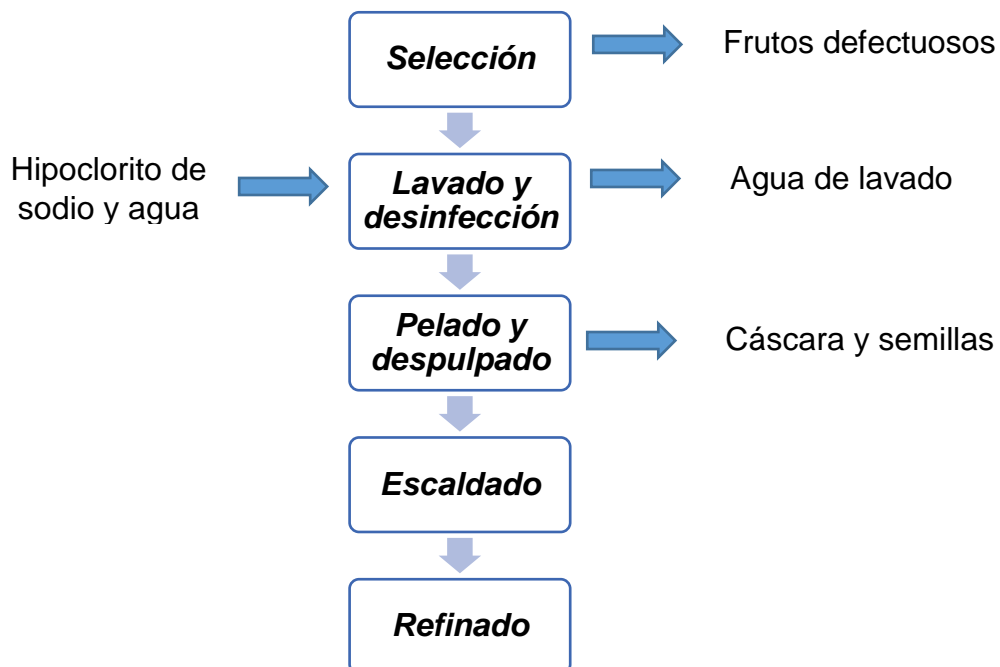 Selección
Frutos defectuosos
Hipoclorito de
sodio y agua
Lavado y
desinfección
Agua de lavado
Pelado y
despulpado
Cáscara y semillas
Escaldado
Refinado